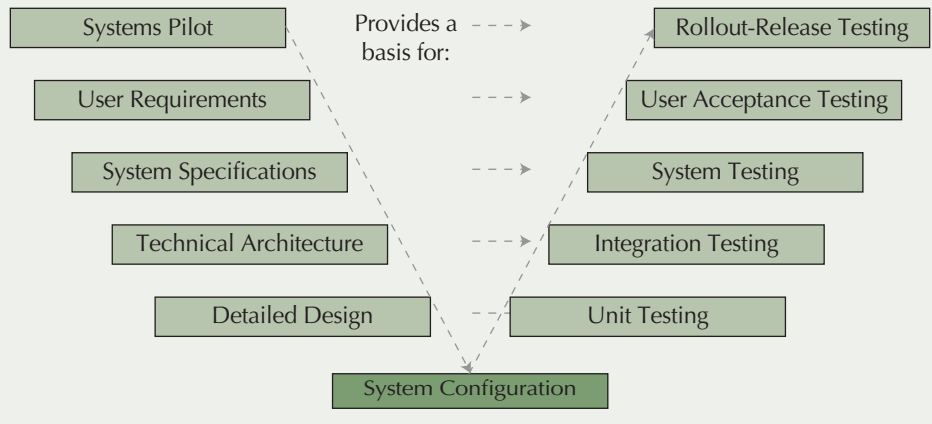 Systems Pilot
Provides a
basis for:
Rollout-Release Testing
User Requirements
User Acceptance Testing
System Specifications
System Testing
Technical Architecture
Integration Testing
Detailed Design
Unit Testing
System Configuration